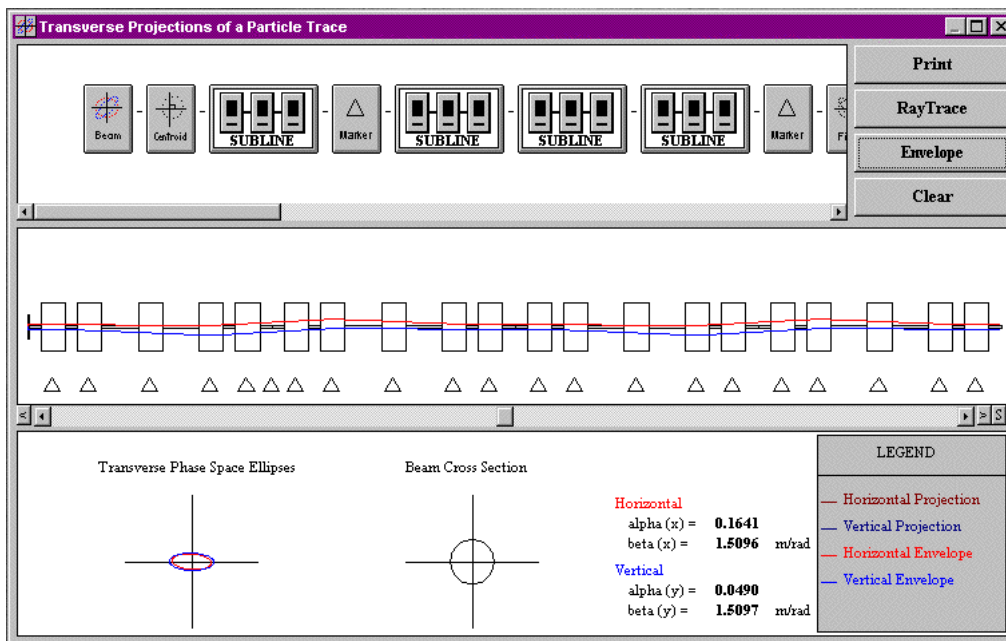 Transverse Projections of a Particle Trace
Print
RayTrace
Envelope
Clear
Beam
Centroid
SUBLINE
Marker
SUBLINE
SUBLINE
SUBLINE
Marker
Fi
< S
Transverse Phase Space Ellipses
Beam Cross Section
Horizontal
alpha (x) = 0.1641
beta (x) = 1.5096 m/rad
Vertical
alpha (y) = 0.0490
beta (y) = 1.5097 m/rad
LEGEND
Horizontal Projection
Vertical Projection
Horizontal Envelope
Vertical Envelope